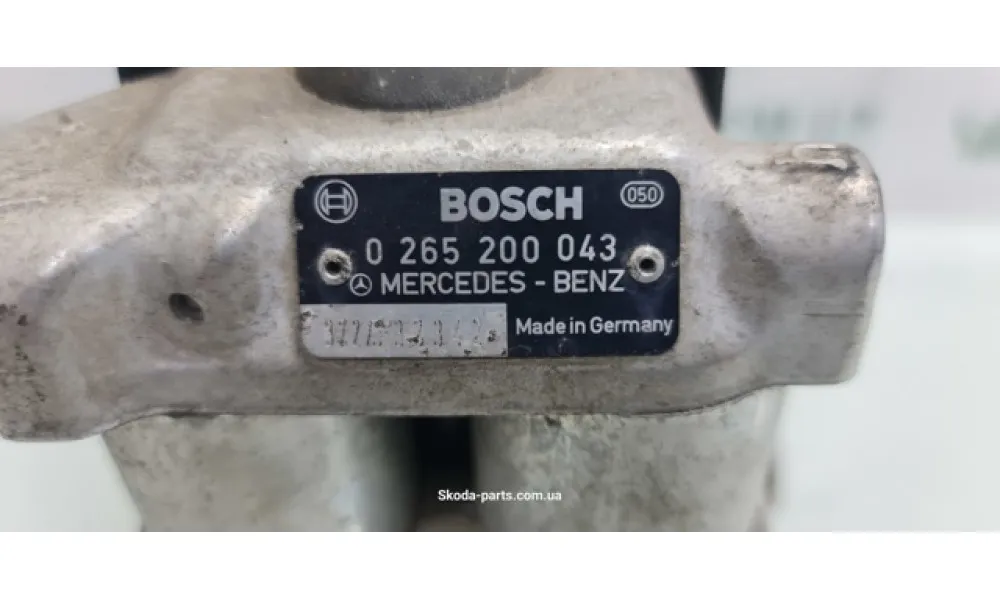 BOSCH
050
0 265 200 043
MERCEDES - BENZ
Made in Germany
Skoda-parts.com.ua